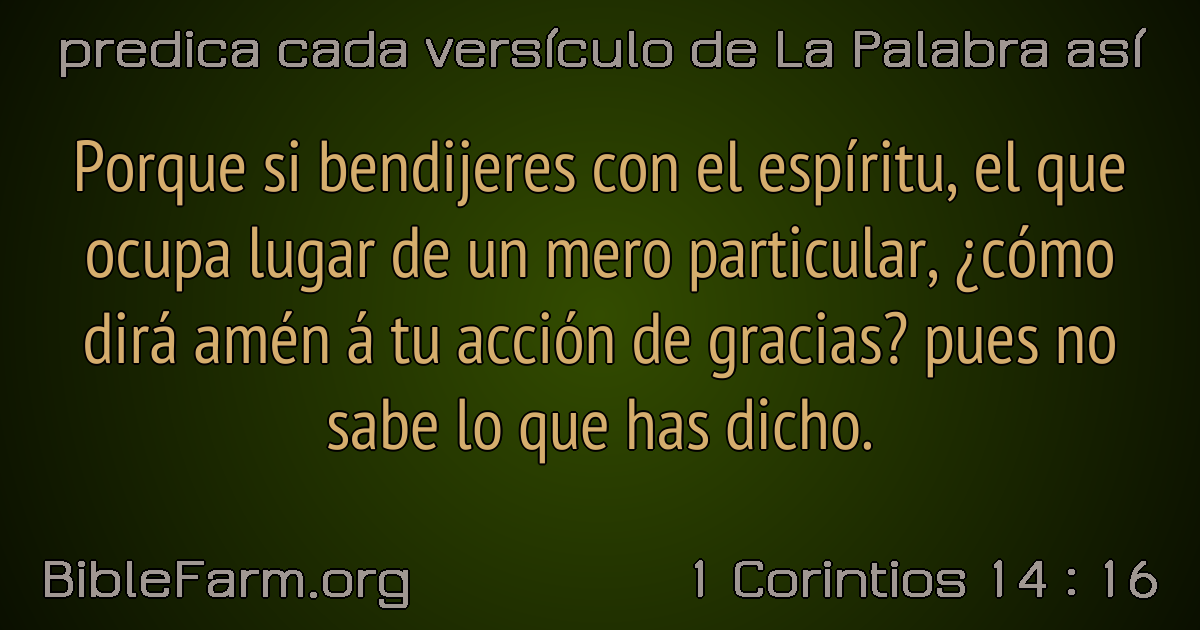 predica cada versículo de La Palabra así
Porque si bendijeres con el espíritu, el que
ocupa lugar de un mero particular, ¿cómo
dirá amén á tu acción de gracias? pues no
sabe lo que has dicho.
BibleFarm.org
1 Corintios 14 : 16